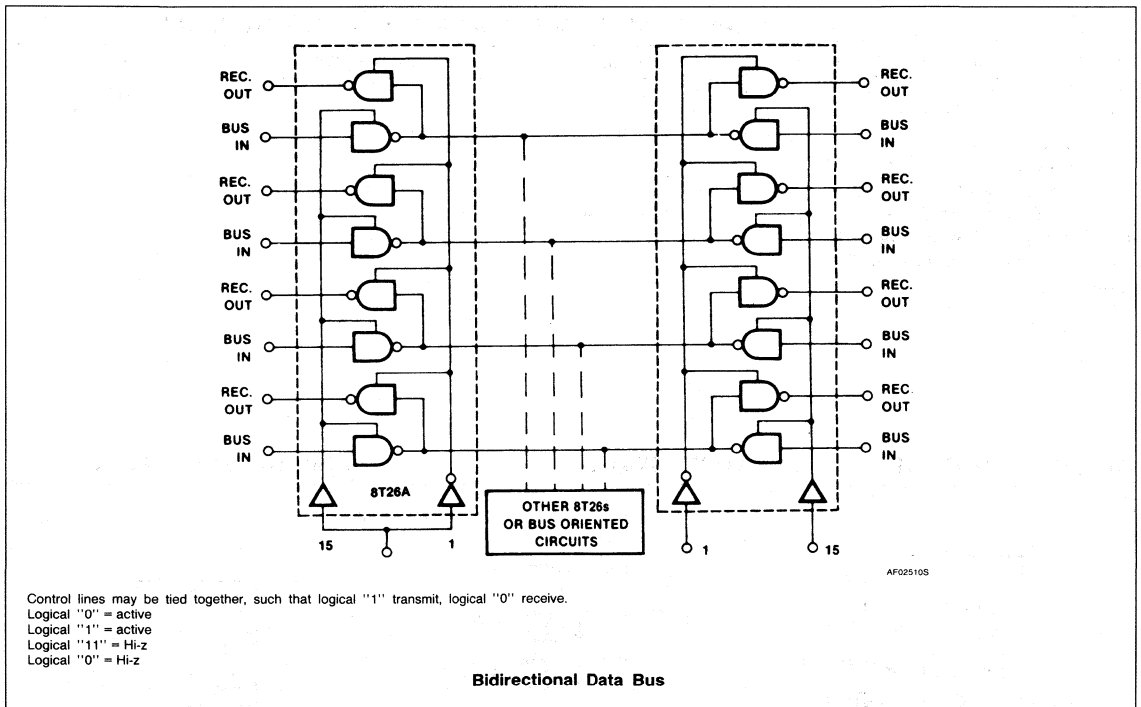 REC.
OUT
BUS
IN
REC.
OUT
BUS
IN
REC.
OUT
BUS
IN
REC.
OUT
BUS
IN
8T26A
15
1
OTHER 8T26s
OR BUS ORIENTED
CIRCUITS
REC.
OUT
BUS
IN
REC.
OUT
BUS
IN
REC.
OUT
BUS
IN
REC.
OUT
BUS
IN
1
15
AF02510S
Control lines may be tied together, such that logical "1" transmit, logical "0" receive.
Logical "0" = active
Logical "1" = active
Logical "11" = Hi-z
Logical "0" = Hi-z
Bidirectional Data Bus